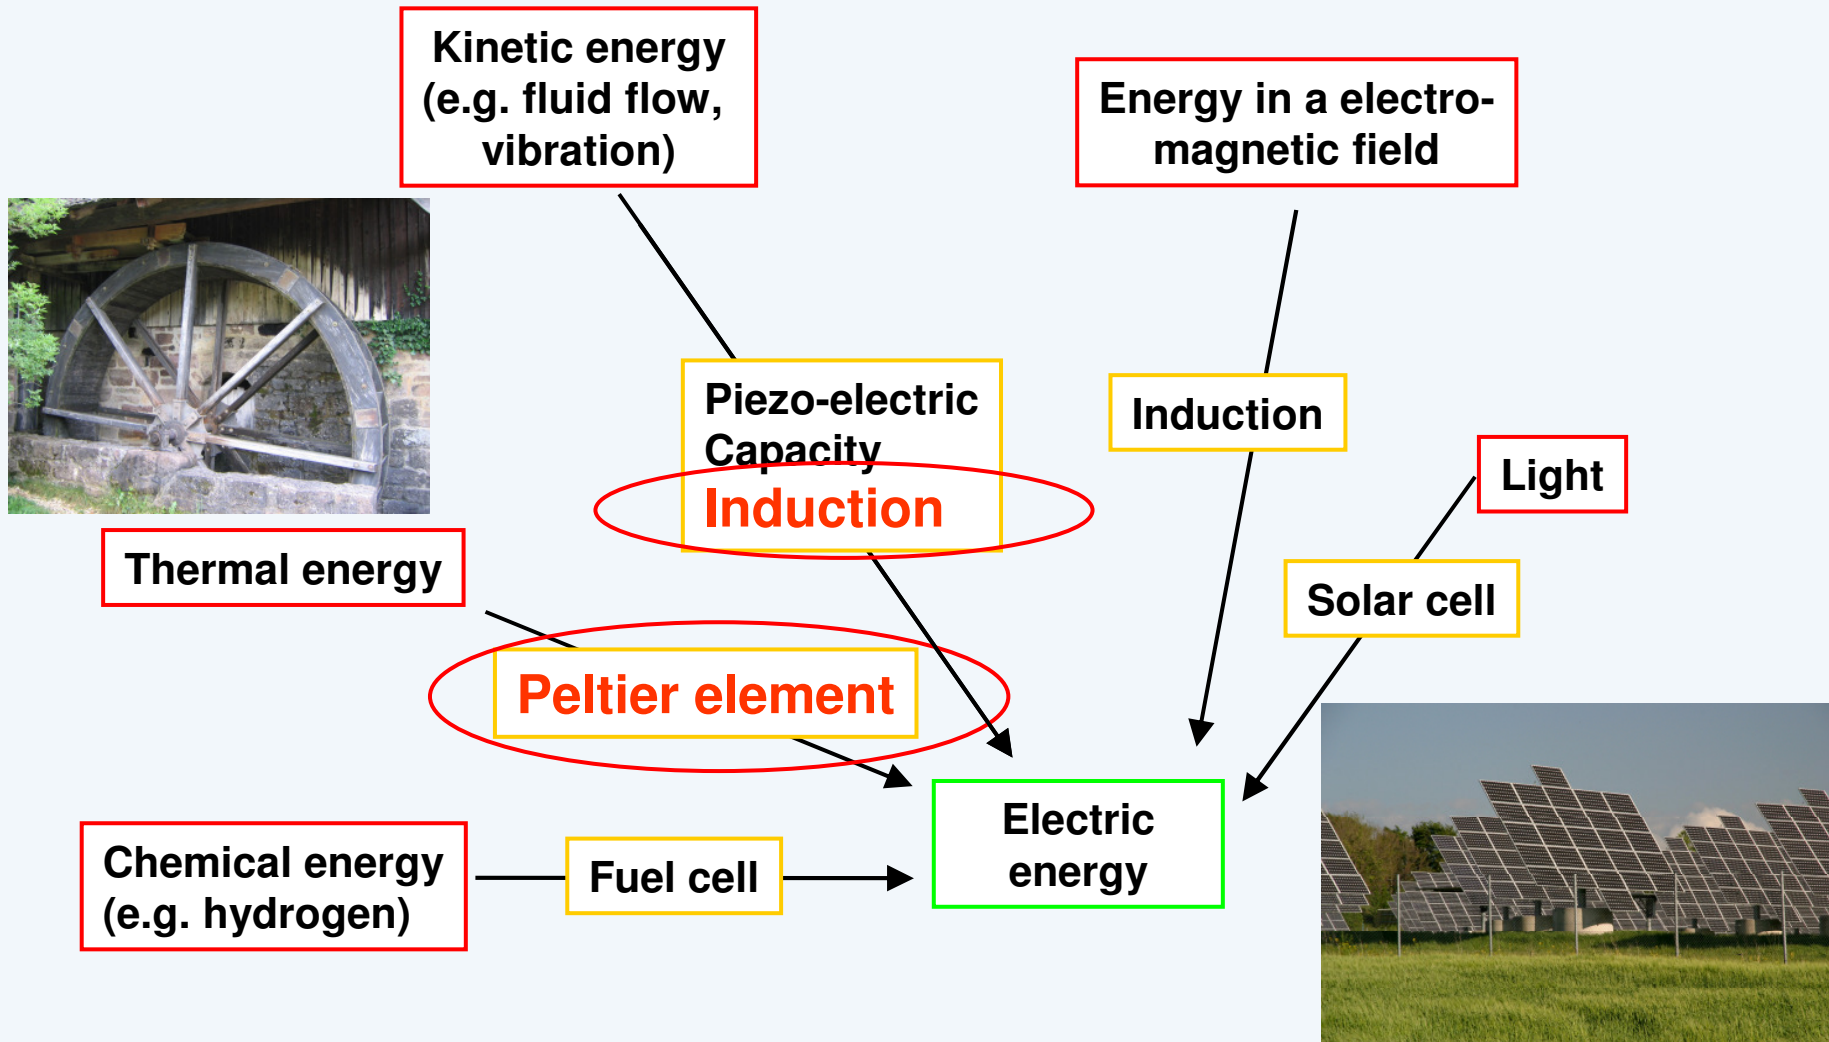 Kinetic energy
(e.g. fluid flow,
vibration)
Energy in a electro-
magnetic field
Piezo-electric
Capacity
Induction
Induction
Light
Thermal energy
Solar cell
Peltier element
Electric
energy
Chemical energy
(e.g. hydrogen)
Fuel cell